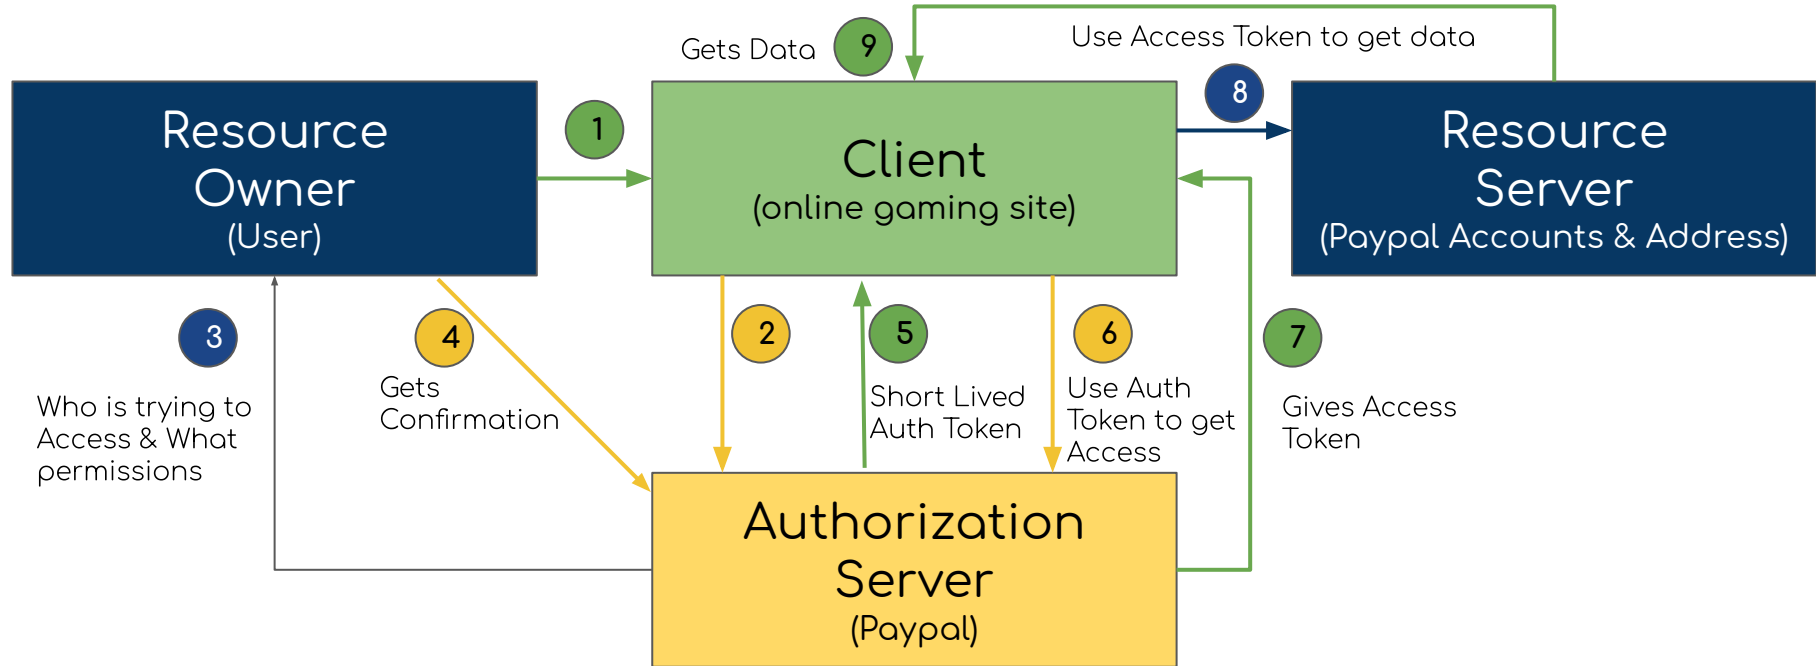 Gets Data
9
Use Access Token to get data
8
Resource
Owner
(User)
1
Client
(online gaming site)
Resource
Server
(Paypal Accounts & Address)
3
Who is trying to
Access & What
permissions
4
Gets
Confirmation
2
5
Short Lived
Auth Token
6
Use Auth
Token to get
Access
7
Gives Access
Token
Authorization
Server
(Paypal)